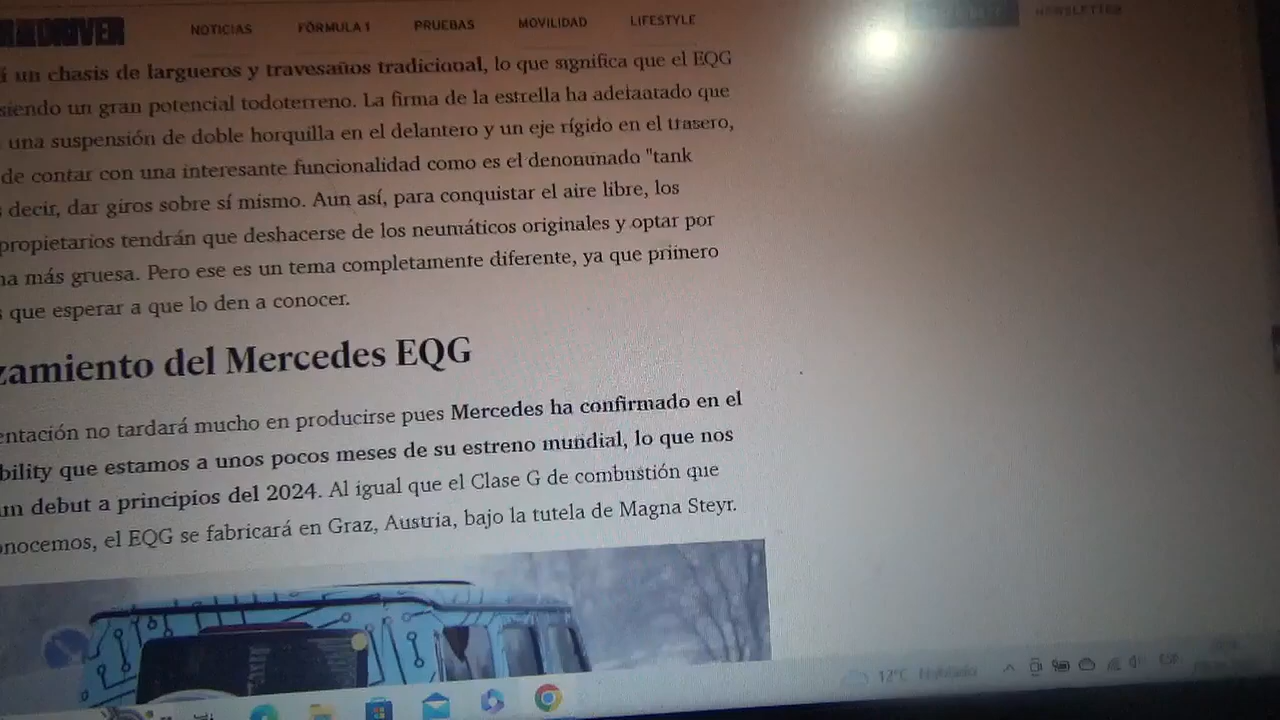 DRIVER NOTICIAS FÓRMULA 1 PRUEBAS MOVILIDAD LIFESTYLE NEWSLETTER
un chasis de largueros y travesaños tradicional, lo que significa que el EQG
siendo un gran potencial todoterreno. La firma de la estrella ha adelantado que
una suspensión de doble horquilla en el delantero y un eje rígido en el trasero,
de contar con una interesante funcionalidad como es el denominado "tank
decir, dar giros sobre sí mismo. Aun así, para conquistar el aire libre, los
propietarios tendrán que deshacerse de los neumáticos originales y optar por
más gruesa. Pero ese es un tema completamente diferente, ya que primero
que esperar a que lo den a conocer.
zamiento del Mercedes EQG
entación no tardará mucho en producirse pues Mercedes ha confirmado en el
bility que estamos a unos pocos meses de su estreno mundial, lo que nos
un debut a principios del 2024. Al igual que el Clase G de combustión que
onocemos, el EQG se fabricará en Graz, Austria, bajo la tutela de Magna Steyr.
12°C Nublado ESP